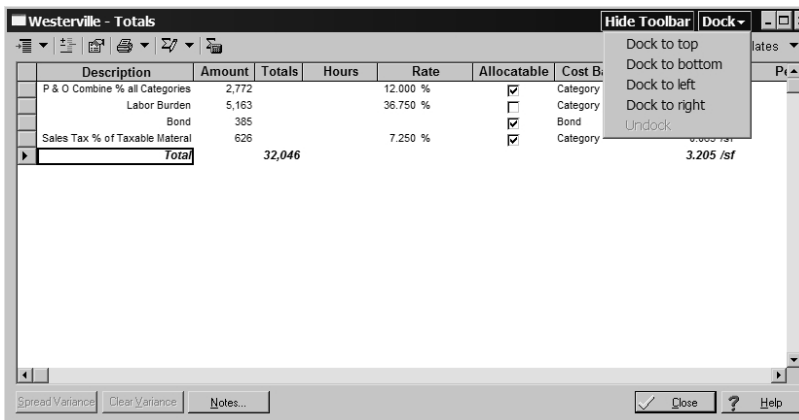 Westerville - Totals Hide Toolbar Dock
Dock to top
Dock to bottom
Dock to left
Dock to right
Undock
lates
Description Amount Totals Hours Rate Allocatable Cost Ba
P & O Combine % all Categories 2,772 12.000 % Category
Labor Burden 5,163 36.750 % Category
Bond 385 Bond
Sales Tax % of Taxable Materal 626 7.250 % Category
Total 32,046 3.205 /sf
Spread Variance Clear Variance Notes... Close ? Help